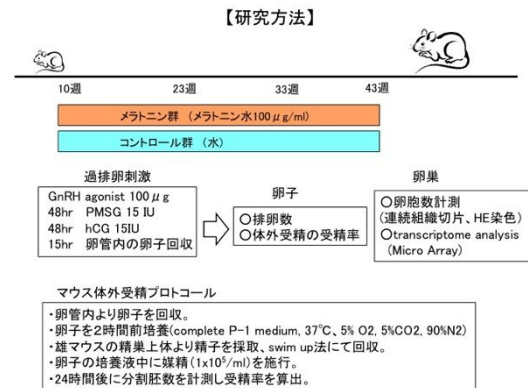 【研究方法】
10週 23週 33週 43週
メラトニン群 (メラトニン水100μg/ml)
コントロール群 (水)
過排卵刺激
GnRH agonist 100μg
48hr PMSG 15 IU
48hr hCG 15IU
15hr 卵管内の卵子回収
卵子
○排卵数
○体外受精の受精率
卵巣
○卵胞数計測
(連続組織切片、HE染色)
○transcriptome analysis
(Micro Array)
マウス体外受精プロトコール
・卵管内より卵子を回収。
・卵子を2時間前培養(complete P-1 medium, 37℃、5% O2, 5%CO2, 90%N2)
・雄マウスの精巣上体より精子を採取、swim up法にて回収。
・卵子の培養液中に媒精(1x10⁵/ml)を施行。
・24時間後に分割胚数を計測し受精率を算出。